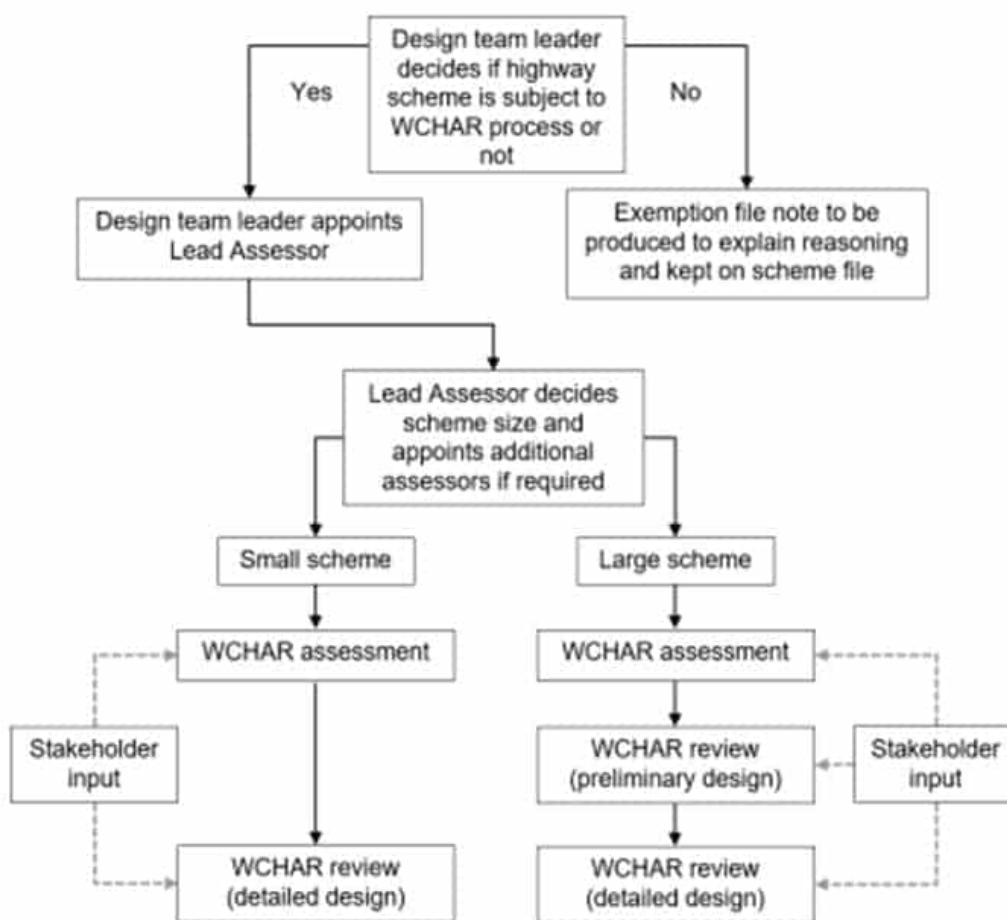 Design team leader
decides if highway
scheme is subject to
WCHAR process or
not
Yes
No
Design team leader appoints
Lead Assessor
Exemption file note to be
produced to explain reasoning
and kept on scheme file
Lead Assessor decides
scheme size and
appoints additional
assessors if required
Small scheme
Large scheme
WCHAR assessment
WCHAR assessment
Stakeholder
input
WCHAR review
(preliminary design)
Stakeholder
input
WCHAR review
(detailed design)
WCHAR review
(detailed design)